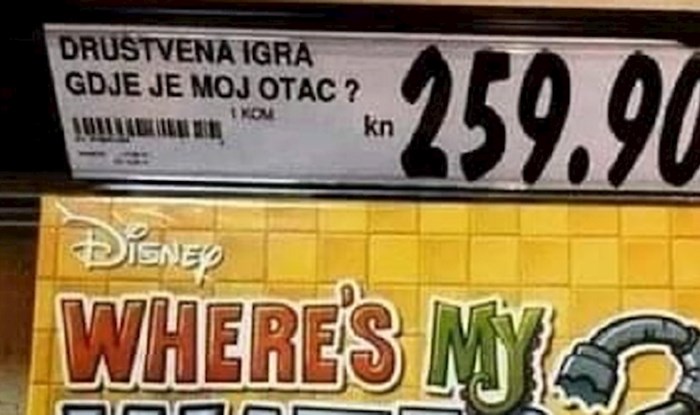 DRUŠTVENA IGRA
GDJE JE MOJ OTAC ?
1 KOM
kn 259.90
Disney
WHERE'S MY